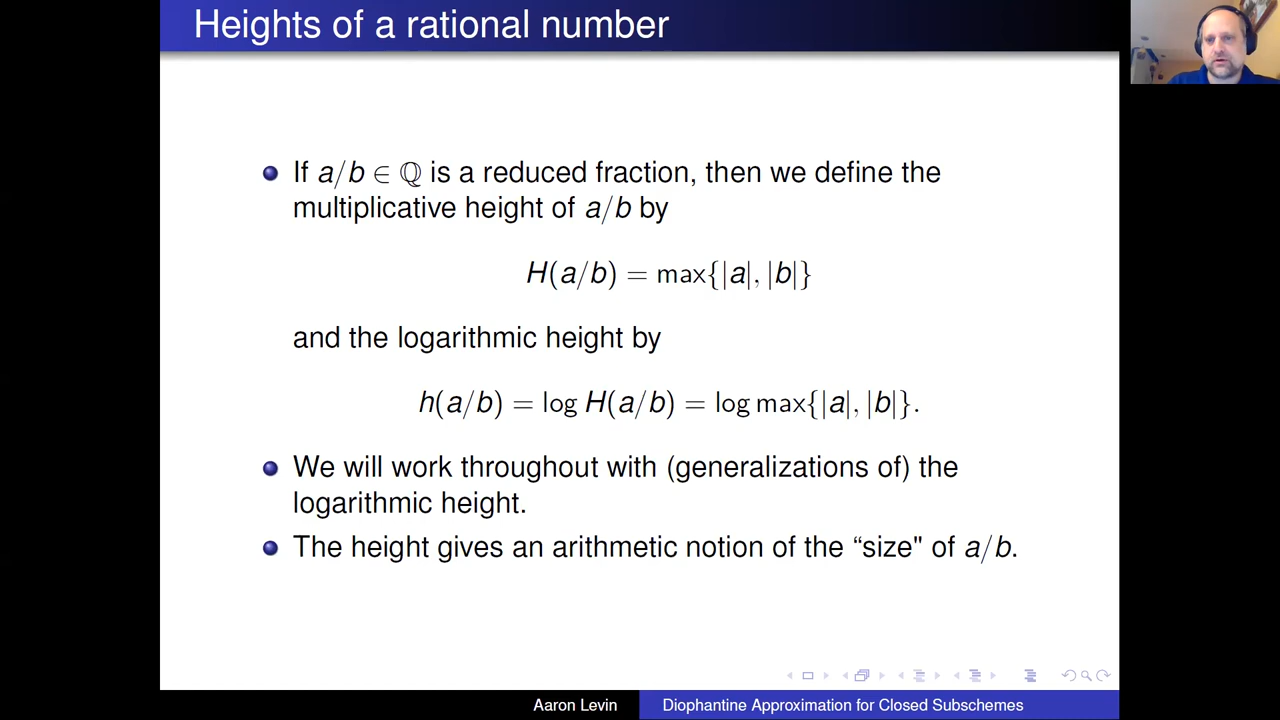 Heights of a rational number
If a/b ∈ ℚ is a reduced fraction, then we define the
multiplicative height of a/b by
H(a/b) = max{|a|, |b|}
and the logarithmic height by
h(a/b) = log H(a/b) = log max{|a|, |b|}.
We will work throughout with (generalizations of) the
logarithmic height.
The height gives an arithmetic notion of the “size" of a/b.
Aaron Levin
Diophantine Approximation for Closed Subschemes